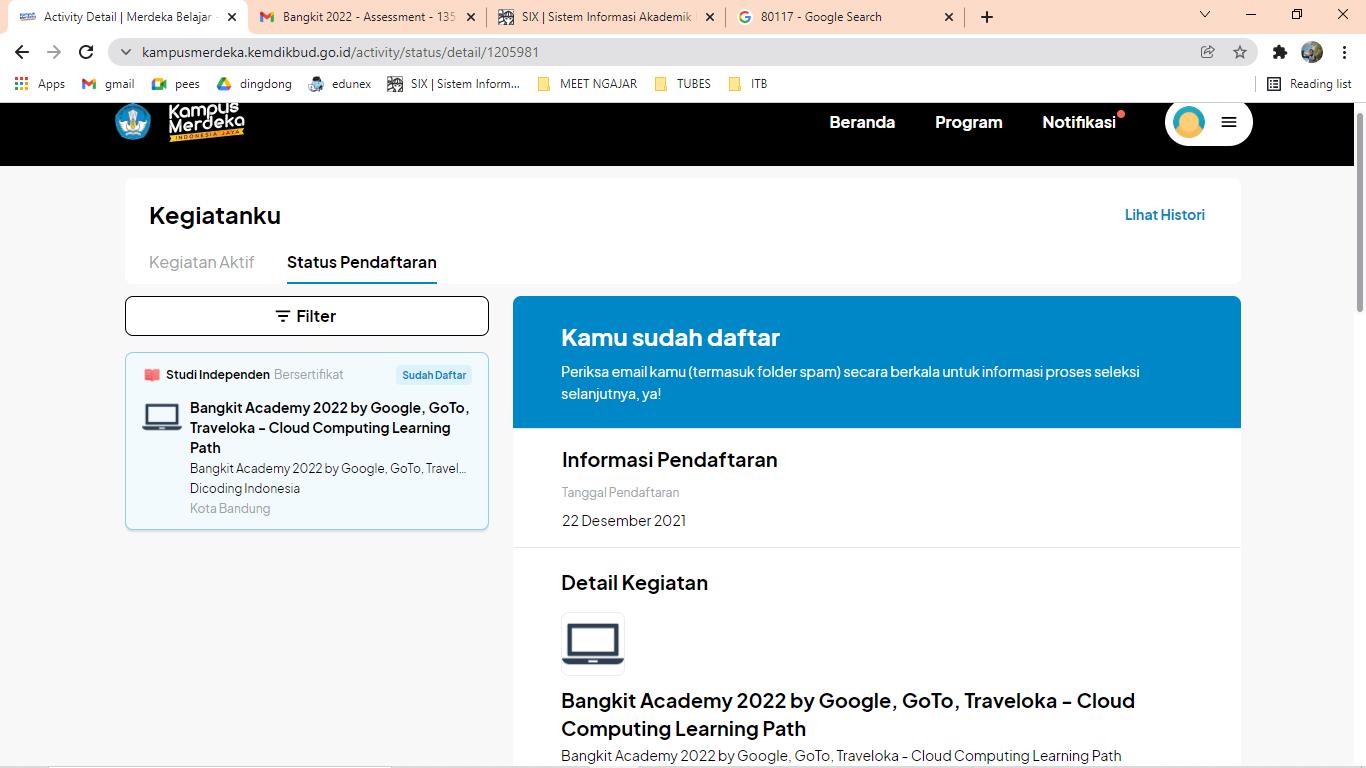 Activity Detail | Merdeka Belajar -
Bangkit 2022 - Assessment - 135
SIX | Sistem Informasi Akademik
80117 - Google Search
kampusmerdeka.kemdikbud.go.id/activity/status/detail/1205981
Apps
gmail
pees
dingdong
edunex
SIX | Sistem Inform...
MEET NGAJAR
TUBES
ITB
Reading list
Kampus
Merdeka
INDONESIA JAYA
Beranda
Program
Notifikasi
Kegiatanku
Lihat Histori
Kegiatan Aktif
Status Pendaftaran
Filter
Studi Independen Bersertifikat
Sudah Daftar
Bangkit Academy 2022 by Google, GoTo,
Traveloka – Cloud Computing Learning
Path
Bangkit Academy 2022 by Google, GoTo, Travel...
Dicoding Indonesia
Kota Bandung
Kamu sudah daftar
Periksa email kamu (termasuk folder spam) secara berkala untuk informasi proses seleksi
selanjutnya, ya!
Informasi Pendaftaran
Tanggal Pendaftaran
22 Desember 2021
Detail Kegiatan
Bangkit Academy 2022 by Google, GoTo, Traveloka – Cloud
Computing Learning Path
Bangkit Academy 2022 by Google, GoTo, Traveloka - Cloud Computing Learning Path